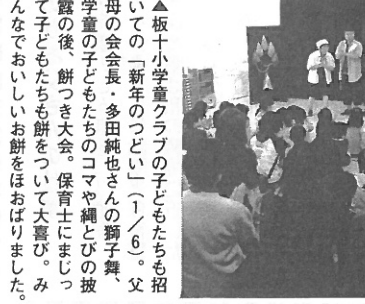 ▲板十小学童クラブの子どもたちも招
いての「新年のつどい」(1/6)。父
母の会会長・多田純也さんの獅子舞、
学童の子どもたちのコマや縄とびの披
露の後、餅つき大会。保育士にまじっ
て子どもたちも餅をついて大喜び。み
んなでおいしいお餅をほおばりました。